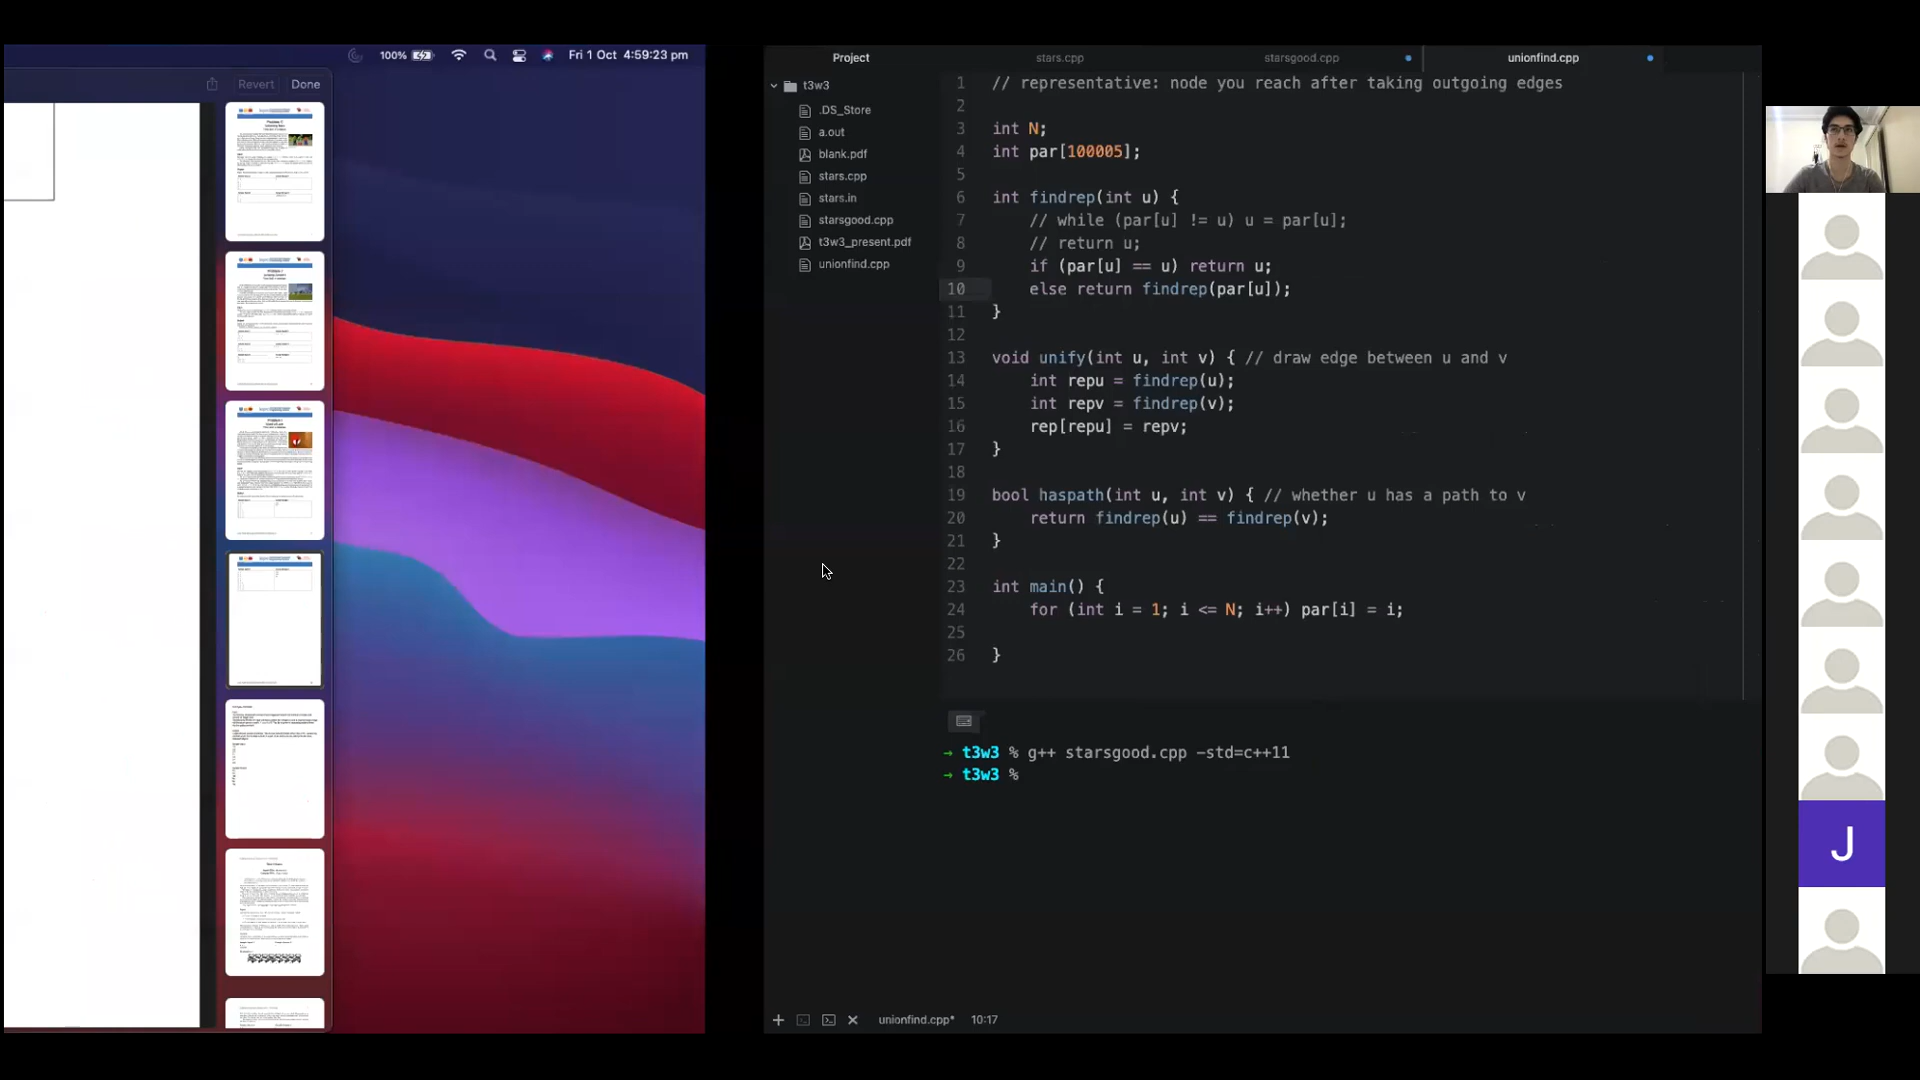 100%
Fri 1 Oct 4:59:23 pm
Revert
Done
Project
stars.cpp
starsgood.cpp
unionfind.cpp
t3w3
.DS_Store
a.out
blank.pdf
stars.cpp
stars.in
starsgood.cpp
t3w3_present.pdf
unionfind.cpp
1 // representative: node you reach after taking outgoing edges
2
3 int N;
4 int par[100005];
5
6 int findrep(int u) {
7 // while (par[u] != u) u = par[u];
8 // return u;
9 if (par[u] == u) return u;
10 else return findrep(par[u]);
11 }
12
13 void unify(int u, int v) { // draw edge between u and v
14 int repu = findrep(u);
15 int repv = findrep(v);
16 rep[repu] = repv;
17 }
18
19 bool haspath(int u, int v) { // whether u has a path to v
20 return findrep(u) == findrep(v);
21 }
22
23 int main() {
24 for (int i = 1; i <= N; i++) par[i] = i;
25
26 }
→ t3w3 % g++ starsgood.cpp -std=c++11
→ t3w3 %
unionfind.cpp* 10:17
J